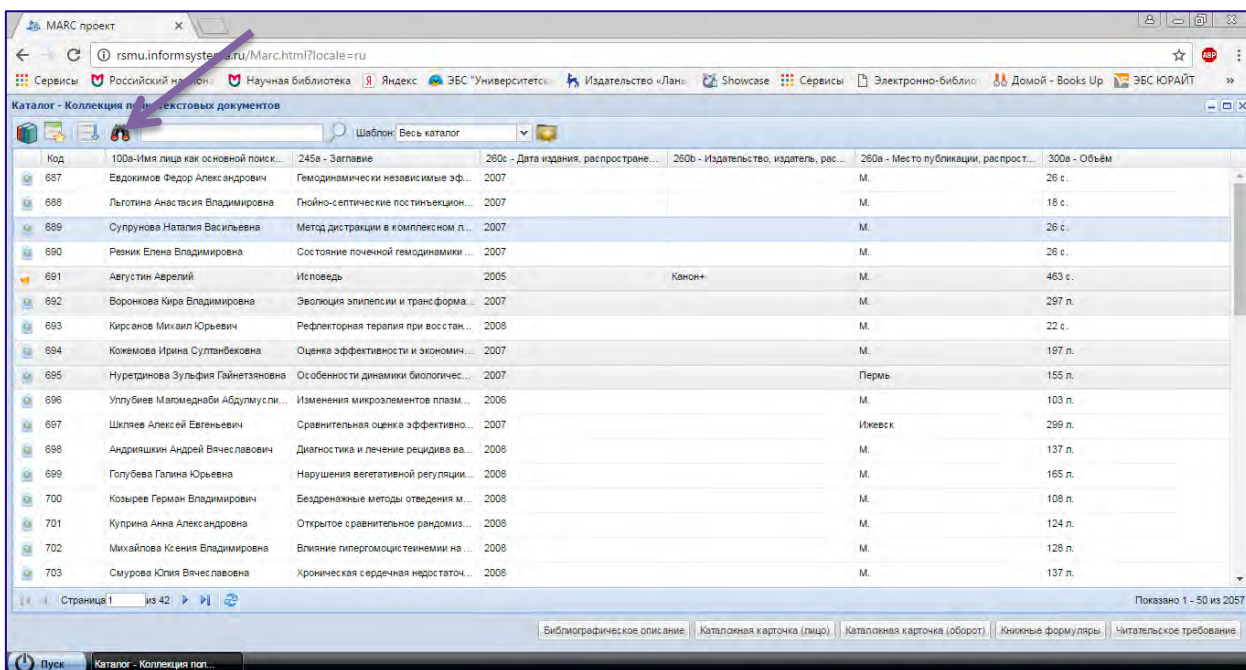 MARC проект
rsmu.informsystema.ru/Marc.html?locale=ru
Сервисы Российский национ Научная библиотека Яндекс ЭБС "Университетск Издательство «Лань Showcase Сервисы Электронно-библио Домой - Books Up ЭБС ЮРАЙТ »
Каталог - Коллекция полнотекстовых документов
Шаблон: Весь каталог
Код 100a-Имя лица как основной поиск... 245a - Заглавие 260c - Дата издания, распростране... 260b - Издательство, издатель, рас... 260a - Место публикации, распрост... 300a - Объём
687 Евдокимов Федор Александрович Гемодинамически независимые эф... 2007 М. 26 с.
688 Льготина Анастасия Владимировна Гнойно-септические постинъекцион... 2007 М. 18 с.
689 Супрунова Наталия Васильевна Метод дистракции в комплексном л... 2007 М. 26 с.
690 Резник Елена Владимировна Состояние почечной гемодинамики ... 2007 М. 26 с.
691 Августин Аврелий Исповедь 2005 Канон+ М. 463 с.
692 Воронкова Кира Владимировна Эволюция эпилепсии и трансформа... 2007 М. 297 л.
693 Кирсанов Михаил Юрьевич Рефлекторная терапия при восстан... 2008 М. 22 с.
694 Кожемова Ирина Султанбековна Оценка эффективности и экономич... 2007 М. 197 л.
695 Нуретдинова Зульфия Гайнетзяновна Особенности динамики биологичес... 2007 Пермь 155 л.
696 Уллубиев Магомеднаби Абдулмусли... Изменения микроэлементов плазм... 2006 М. 103 л.
697 Шкляев Алексей Евгеньевич Сравнительная оценка эффективно... 2007 Ижевск 299 л.
698 Андрияшкин Андрей Вячеславович Диагностика и лечение рецидива ва... 2008 М. 137 л.
699 Голубева Галина Юрьевна Нарушения вегетативной регуляции... 2008 М. 165 л.
700 Козырев Герман Владимирович Бездренажные методы отведения м... 2008 М. 108 л.
701 Куприна Анна Александровна Открытое сравнительное рандомиз... 2008 М. 124 л.
702 Михайлова Ксения Владимировна Влияние гипергомоцистеинемии на ... 2008 М. 128 л.
703 Смурова Юлия Вячеславовна Хроническая сердечная недостаточ... 2008 М. 137 л.
Страница 1 из 42 Показано 1 - 50 из 2057
Библиографическое описание Каталожная карточка (лицо) Каталожная карточка (оборот) Книжные формуляры Читательское требование
Пуск Каталог - Коллекция пол...